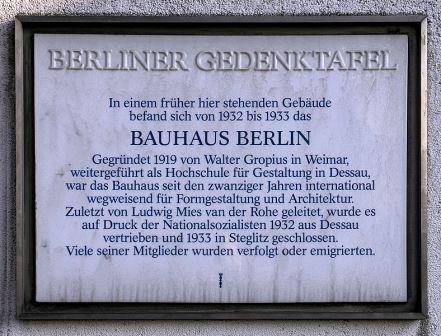 BERLINER GEDENKTAFEL
In einem früher hier stehenden Gebäude
befand sich von 1932 bis 1933 das
BAUHAUS BERLIN
Gegründet 1919 von Walter Gropius in Weimar,
weitergeführt als Hochschule für Gestaltung in Dessau,
war das Bauhaus seit den zwanziger Jahren international
wegweisend für Formgestaltung und Architektur.
Zuletzt von Ludwig Mies van der Rohe geleitet, wurde es
auf Druck der Nationalsozialisten 1932 aus Dessau
vertrieben und 1933 in Steglitz geschlossen.
Viele seiner Mitglieder wurden verfolgt oder emigrierten.